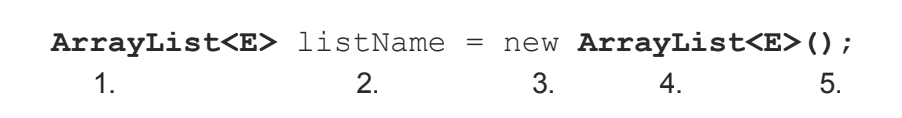 ArrayList<E> listName = new ArrayList<E>();
1. 2. 3. 4. 5.